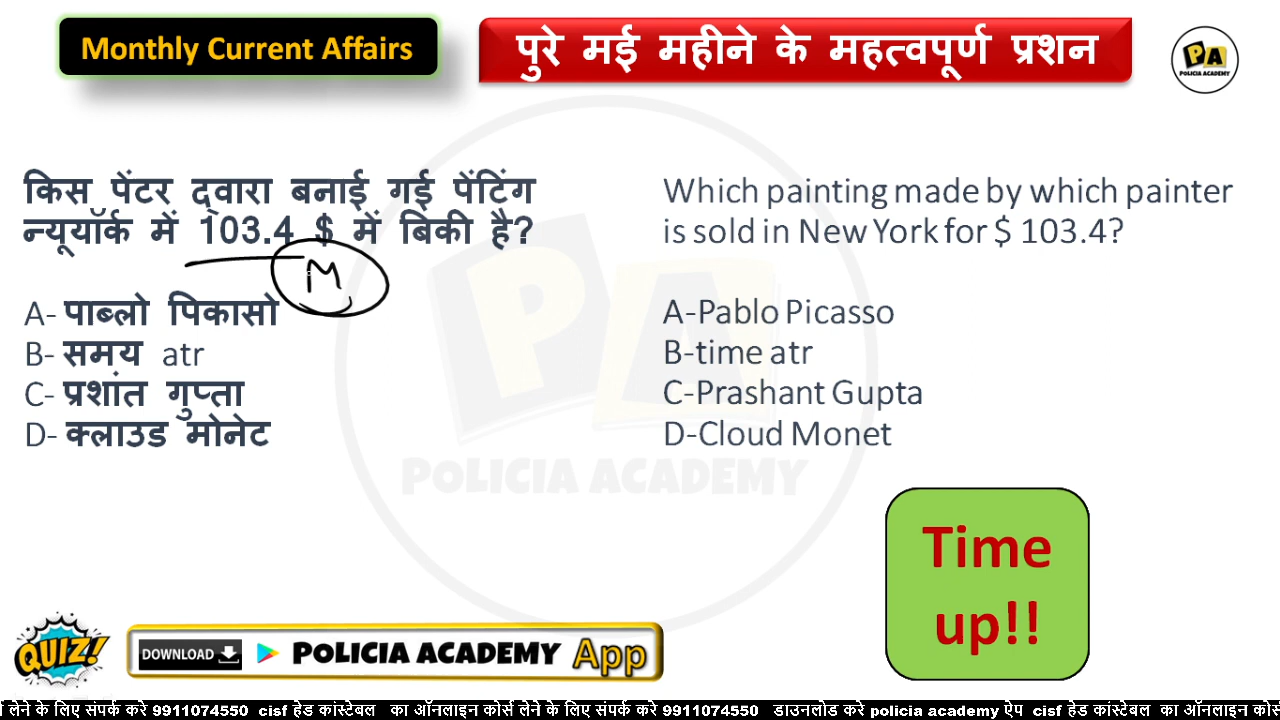 Monthly Current Affairs
पुरे मई महीने के महत्वपूर्ण प्रशन
PA
POLICIA ACADEMY
किस पेंटर द्वारा बनाई गई पेंटिंग
न्यूयॉर्क में 103.4 $ में बिकी है?
M
A- पाब्लो पिकासो
B- समय atr
C- प्रशांत गुप्ता
D- क्लाउड मोनेट
Which painting made by which painter
is sold in New York for $ 103.4?
A-Pablo Picasso
B-time atr
C-Prashant Gupta
D-Cloud Monet
PA
POLICIA ACADEMY
Time
up!!
QUIZ!
DOWNLOAD
POLICIA ACADEMY App
लेने के लिए संपर्क करे 9911074550 cisf हेड कांस्टेबल का ऑनलाइन कोर्स लेने के लिए संपर्क करे 9911074550 डाउनलोड करे policia academy ऐप cisf हेड कांस्टेबल का ऑनलाइन